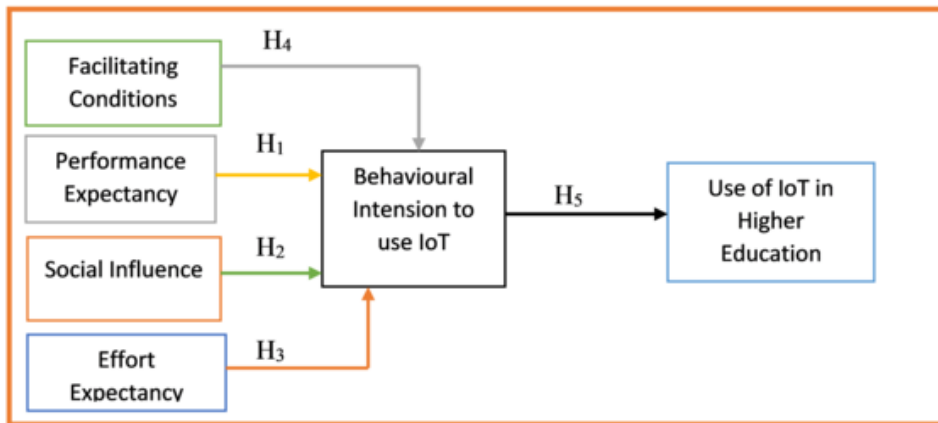 H₄
Facilitating
Conditions
H₁
Performance
Expectancy
Behavioural
Intension to
use IoT
H₅
Use of IoT in
Higher
Education
H₂
Social Influence
H₃
Effort
Expectancy